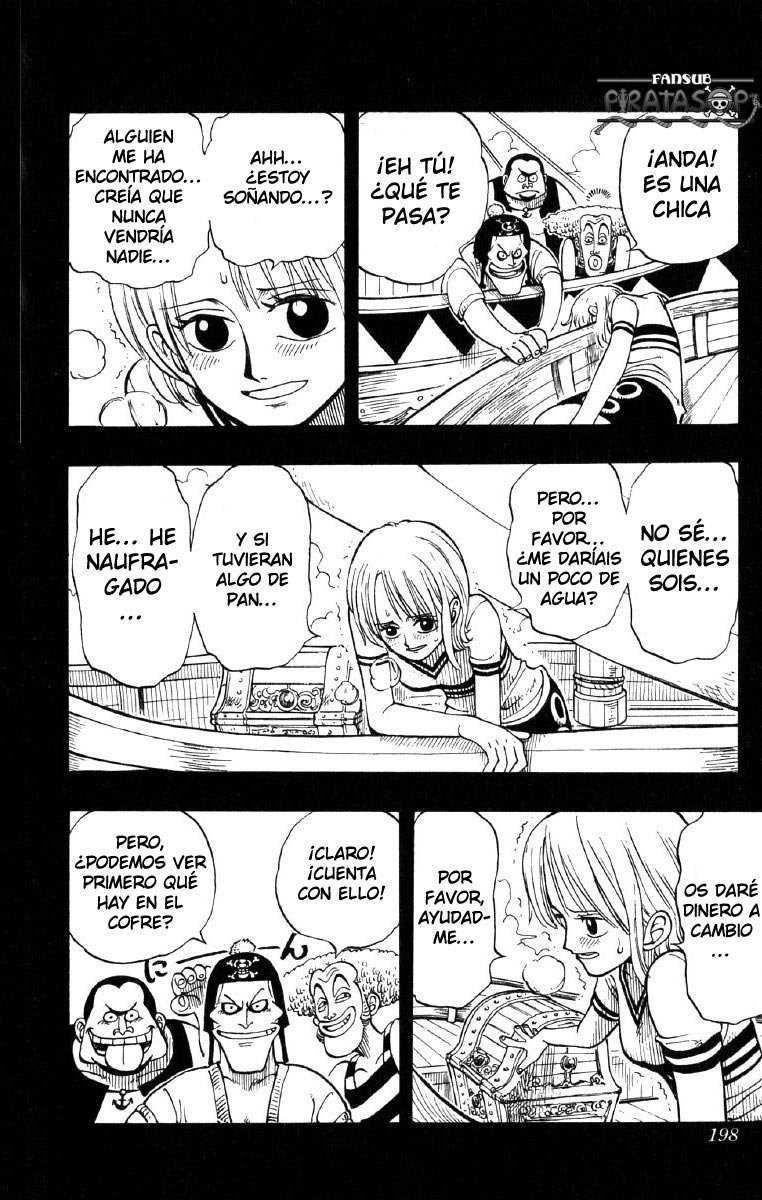 FANSUB
PIRATASOP
¡ANDA!
ES UNA
CHICA
¡EH TÚ!
¿QUÉ TE
PASA?
AHH...
¿ESTOY
SOÑANDO...?
ALGUIEN
ME HA
ENCONTRADO...
CREÍA QUE
NUNCA
VENDRÍA
NADIE...
NO SÉ...
QUIENES
SOIS...
PERO...
POR
FAVOR...
¿ME DARÍAIS
UN POCO DE
AGUA?
Y SI
TUVIERAN
ALGO DE
PAN...
HE... HE
NAUFRA-
GADO
...
OS DARÉ
DINERO A
CAMBIO
...
POR
FAVOR,
AYUDAD-
ME...
¡CLARO!
¡CUENTA
CON ELLO!
PERO,
¿PODEMOS VER
PRIMERO QUÉ
HAY EN EL
COFRE?
にーん
198